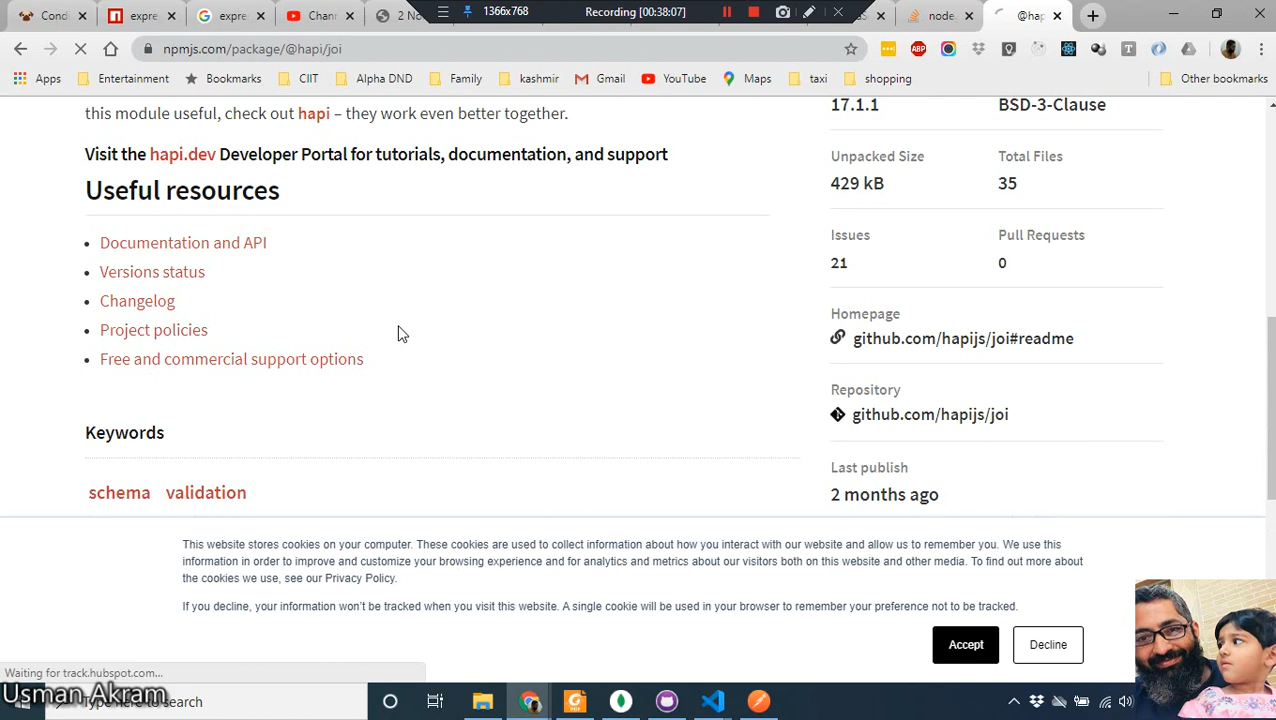 Cond
expre
expre
Chann
2 No
1366x768
Recording [00:38:07]
node.
@hap
npmjs.com/package/@hapi/joi
Apps
Entertainment
Bookmarks
CIIT
Alpha DND
Family
kashmir
Gmail
YouTube
Maps
taxi
shopping
Other bookmarks
this module useful, check out hapi – they work even better together.
Visit the hapi.dev Developer Portal for tutorials, documentation, and support
Useful resources
Documentation and API
Versions status
Changelog
Project policies
Free and commercial support options
Keywords
schema validation
17.1.1
BSD-3-Clause
Unpacked Size
Total Files
429 kB
35
Issues
Pull Requests
21
0
Homepage
github.com/hapijs/joi#readme
Repository
github.com/hapijs/joi
Last publish
2 months ago
This website stores cookies on your computer. These cookies are used to collect information about how you interact with our website and allow us to remember you. We use this
information in order to improve and customize your browsing experience and for analytics and metrics about our visitors both on this website and other media. To find out more about
the cookies we use, see our Privacy Policy.
If you decline, your information won't be tracked when you visit this website. A single cookie will be used in your browser to remember your preference not to be tracked.
Accept
Decline
Waiting for track.hubspot.com...
Usman Akram
Type here to search